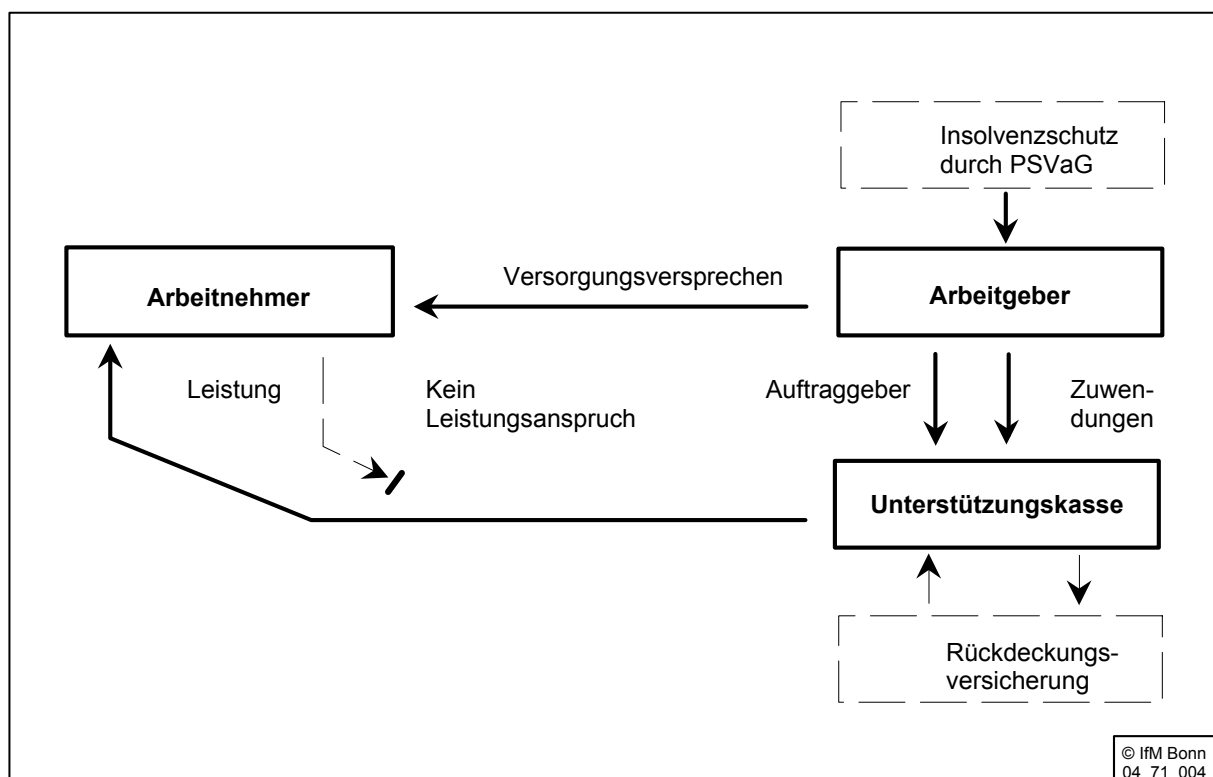 Insolvenzschutz
durch PSVaG
Versorgungsversprechen
Arbeitnehmer
Arbeitgeber
Leistung
Kein
Leistungsanspruch
Auftraggeber
Zuwen-
dungen
Unterstützungskasse
Rückdeckungs-
versicherung
© IfM Bonn
04 71 004